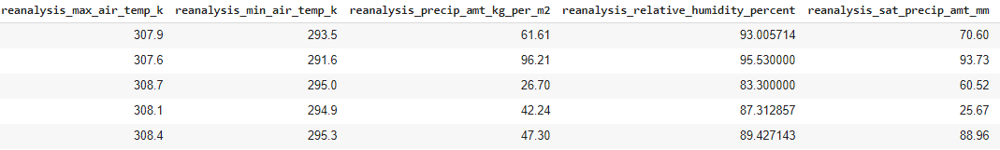 reanalysis_max_air_temp_k reanalysis_min_air_temp_k reanalysis_precip_amt_kg_per_m2 reanalysis_relative_humidity_percent reanalysis_sat_precip_amt_mm
307.9 293.5 61.61 93.005714 70.60
307.6 291.6 96.21 95.530000 93.73
308.7 295.0 26.70 83.300000 60.52
308.1 294.9 42.24 87.312857 25.67
308.4 295.3 47.30 89.427143 88.96